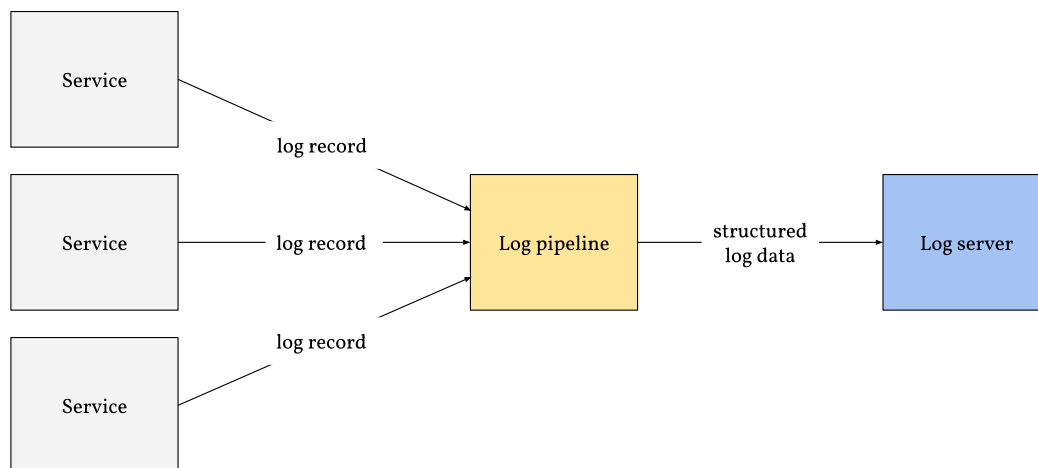 Service
log record
Service
log record
Log pipeline
structured
log data
Log server
log record
Service